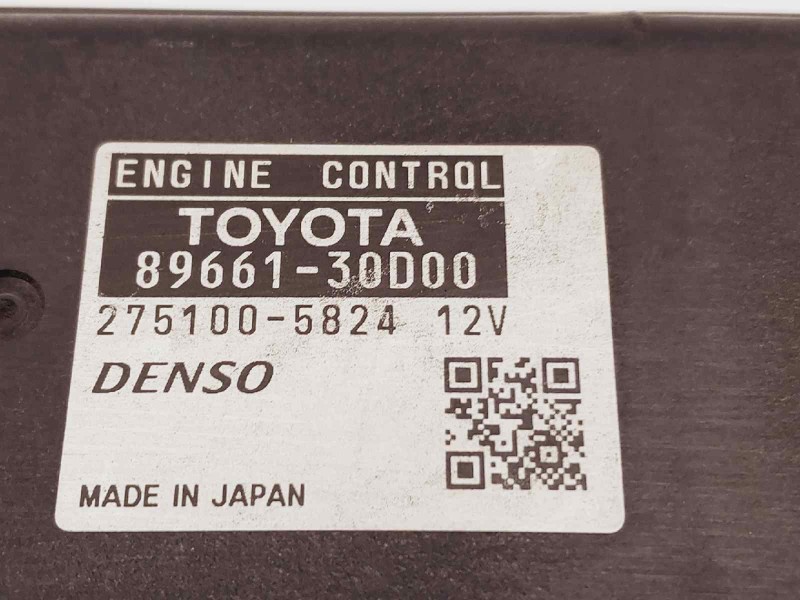 ENGINE CONTROL
TOYOTA
89661-30D00
275100-5824 12V
DENSO
MADE IN JAPAN